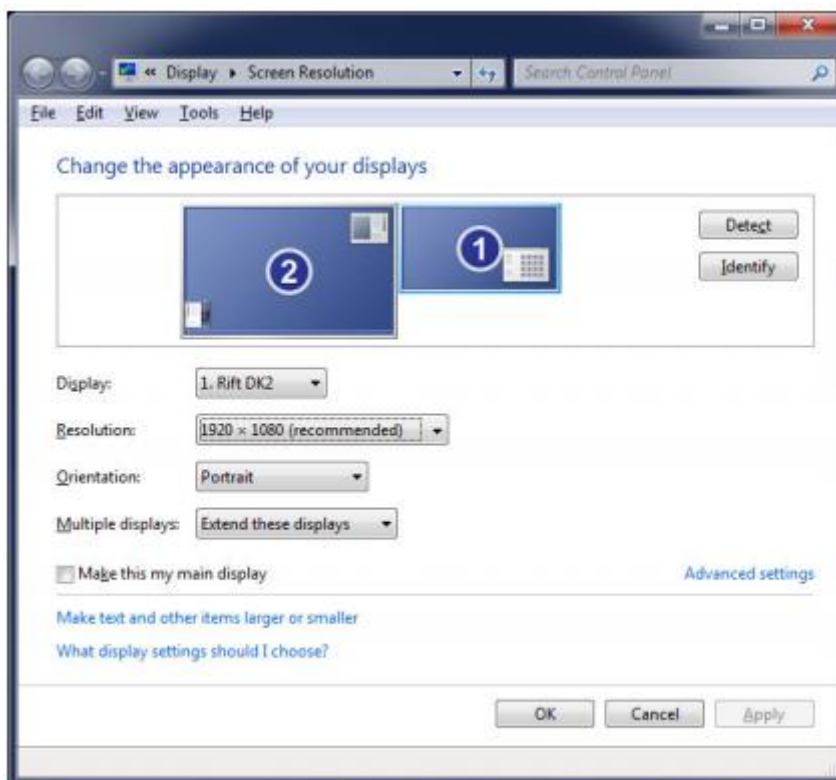 « Display ▸ Screen Resolution
Search Control Panel
File Edit View Tools Help
Change the appearance of your displays
2
1
Detect
Identify
Display: 1. Rift DK2
Resolution: 1920 × 1080 (recommended)
Orientation: Portrait
Multiple displays: Extend these displays
Make this my main display
Advanced settings
Make text and other items larger or smaller
What display settings should I choose?
OK Cancel Apply